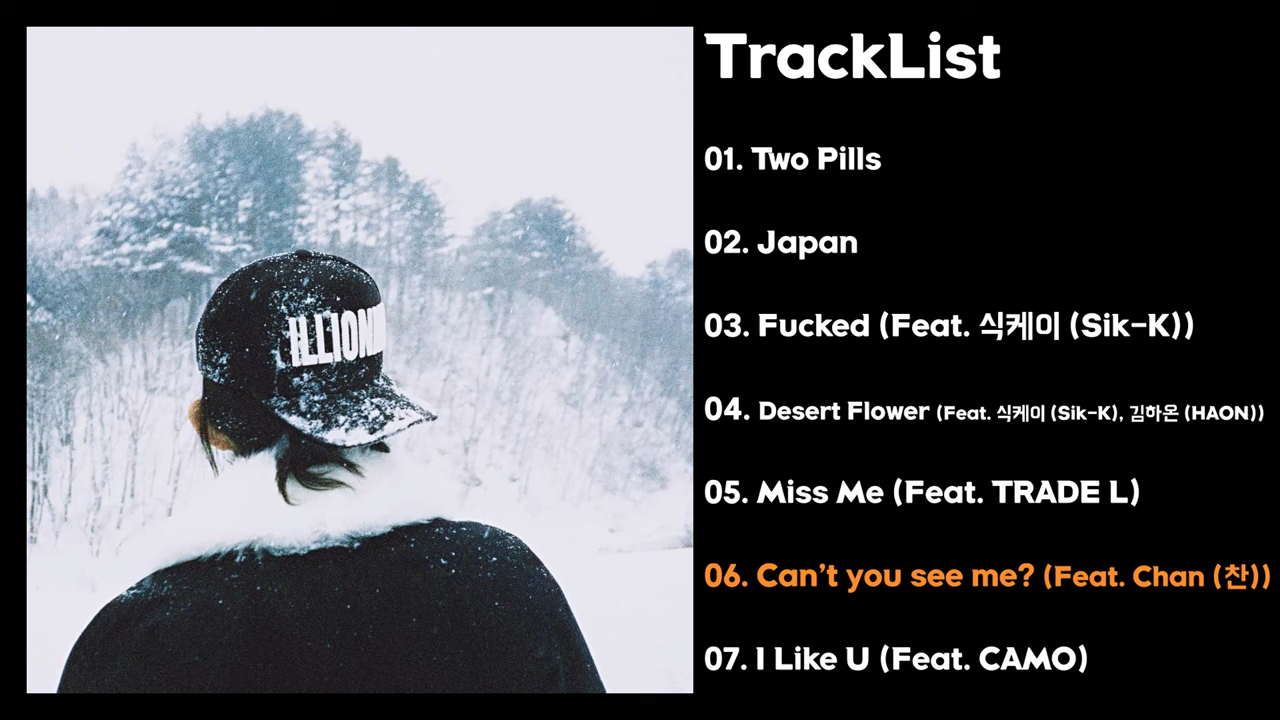 TrackList
01. Two Pills
02. Japan
03. Fucked (Feat. 식케이 (Sik-K))
04. Desert Flower (Feat. 식케이 (Sik-K), 김하온 (HAON))
05. Miss Me (Feat. TRADE L)
06. Can't you see me? (Feat. Chan (찬))
07. I Like U (Feat. CAMO)
ILLION